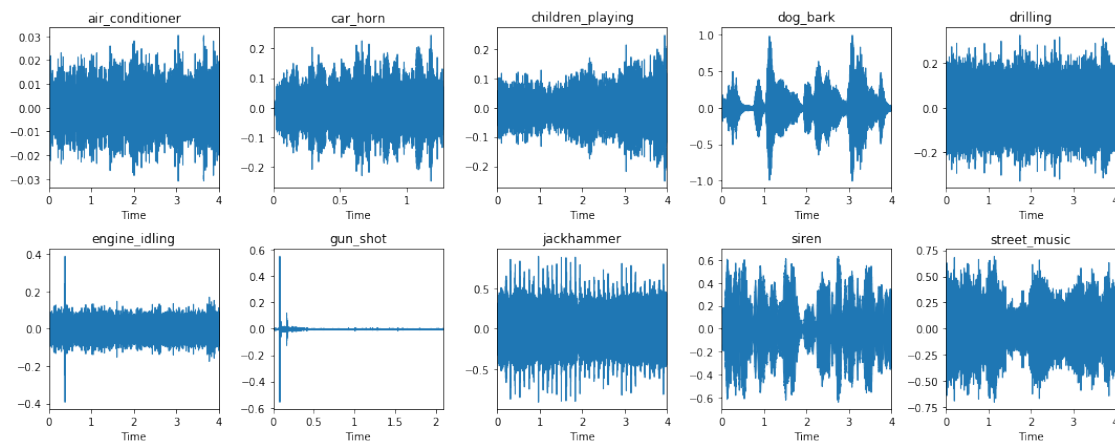 air_conditioner
0.03
0.02
0.01
0.00
−0.01
−0.02
−0.03
0 1 2 3 4
Time
car_horn
0.2
0.1
0.0
−0.1
−0.2
0.5 1
Time
children_playing
0.2
0.1
0.0
−0.1
−0.2
0 1 2 3 4
Time
dog_bark
1.0
0.5
0.0
−0.5
−1.0
0 1 2 3 4
Time
drilling
0.2
0.0
−0.2
0 1 2 3 4
Time
engine_idling
0.4
0.2
0.0
−0.2
−0.4
0 1 2 3 4
Time
gun_shot
0.6
0.4
0.2
0.0
−0.2
−0.4
−0.6
0 0.5 1 1.5 2
Time
jackhammer
0.5
0.0
−0.5
0 1 2 3 4
Time
siren
0.6
0.4
0.2
0.0
−0.2
−0.4
−0.6
0 1 2 3 4
Time
street_music
0.75
0.50
0.25
0.00
−0.25
−0.50
−0.75
0 1 2 3 4
Time